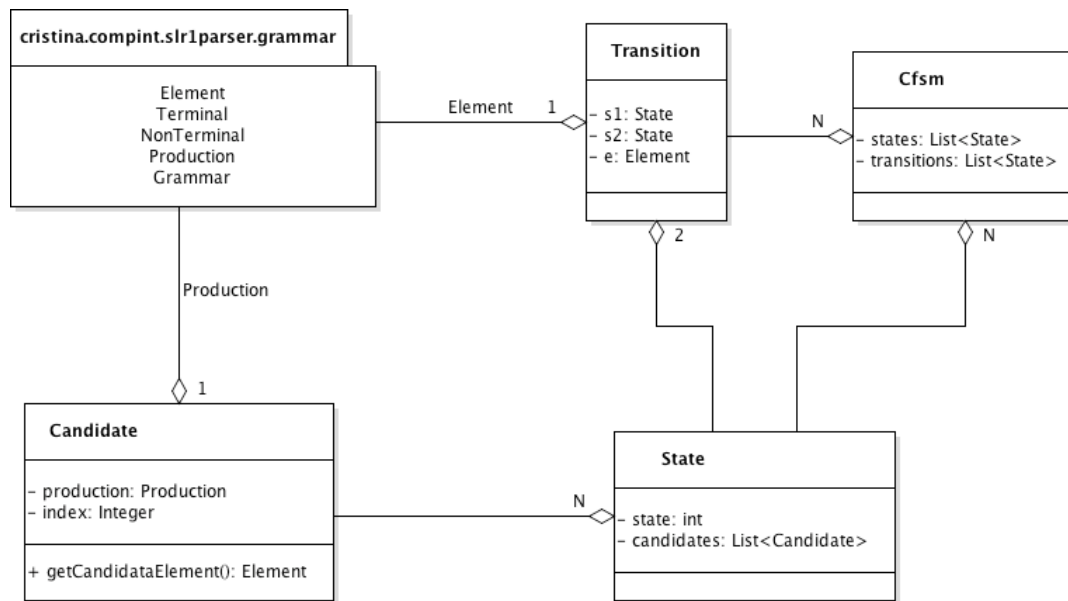 cristina.compint.slr1parser.grammar
Element
Terminal
NonTerminal
Production
Grammar
Element
1
Transition
- s1: State
- s2: State
- e: Element
N
Cfsm
- states: List<State>
- transitions: List<State>
2
N
Production
1
Candidate
- production: Production
- index: Integer
+ getCandidataElement(): Element
N
State
- state: int
- candidates: List<Candidate>